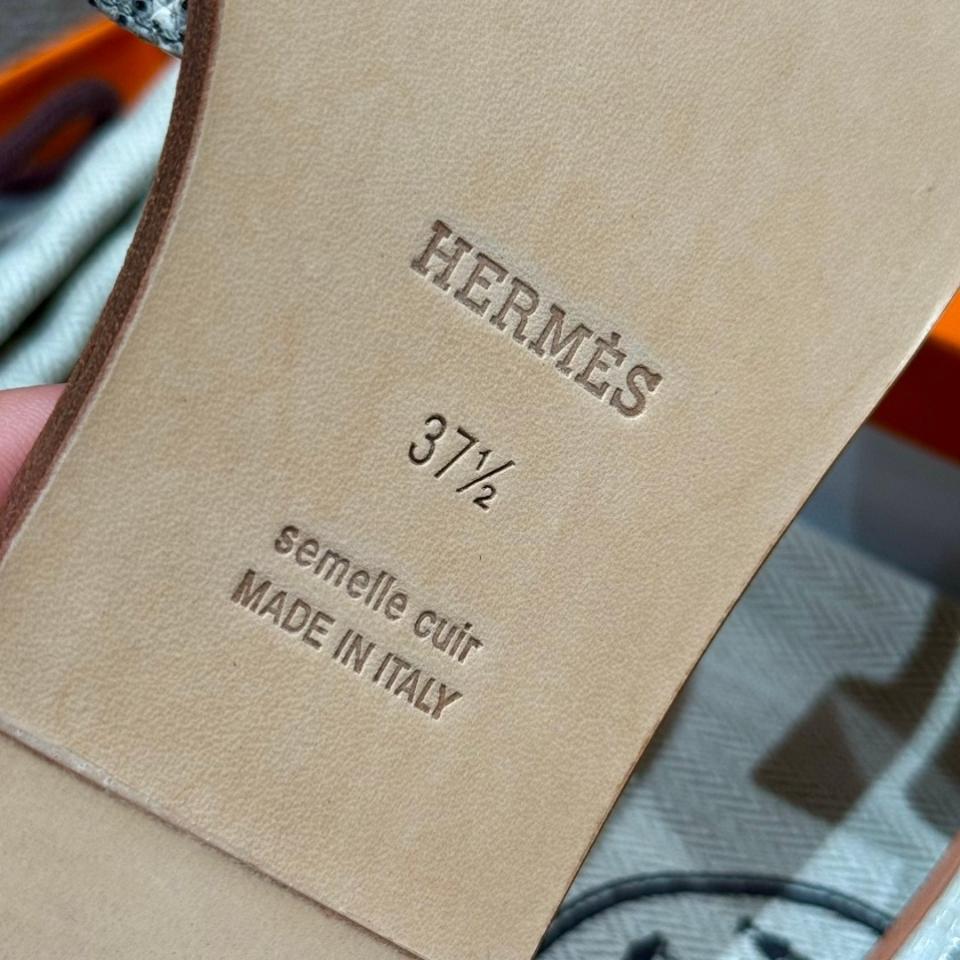 HERMÈS
37½
semelle cuir
MADE IN ITALY